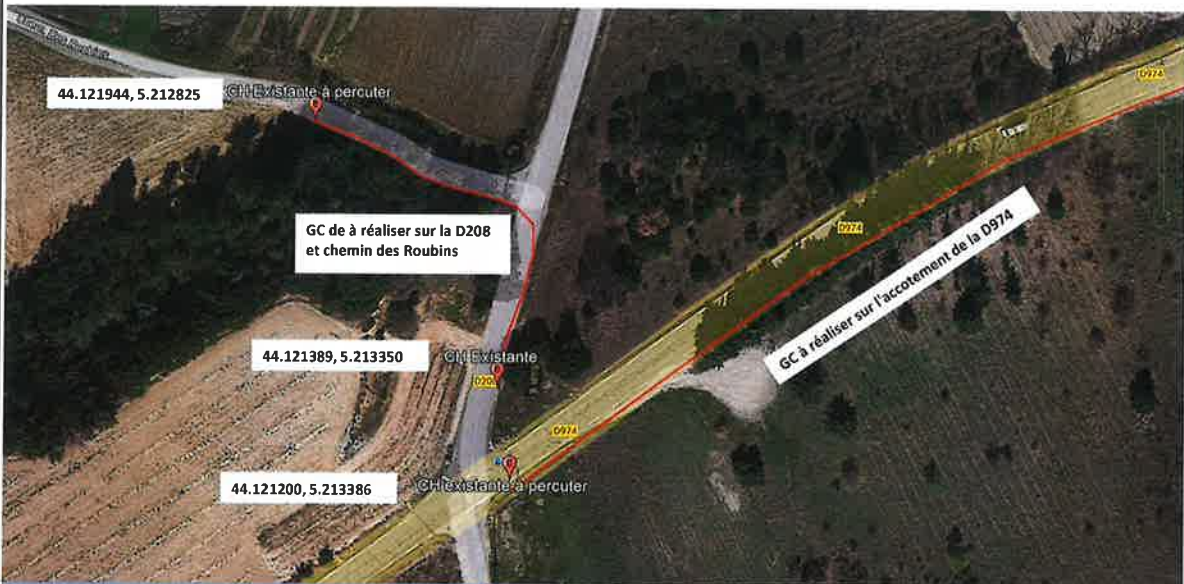 D974
D974
44.121944, 5.212825
CH Existante à percuter
GC de à réaliser sur la D208
et chemin des Roubins
D974
GC à réaliser sur l'accotement de la D974
44.121389, 5.213350
CH Existante
D974
44.121200, 5.213386
CH existante à percuter